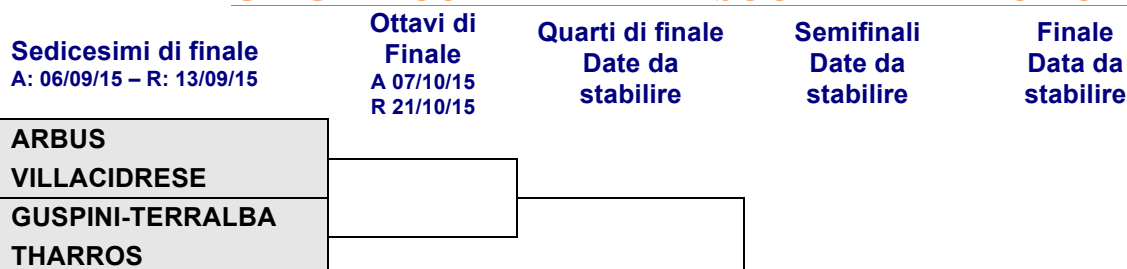 Sedicesimi di finale
A: 06/09/15 – R: 13/09/15
Ottavi di
Finale
A 07/10/15
R 21/10/15
Quarti di finale
Date da
stabilire
Semifinali
Date da
stabilire
Finale
Data da
stabilire
ARBUS
VILLACIDRESE
GUSPINI-TERRALBA
THARROS